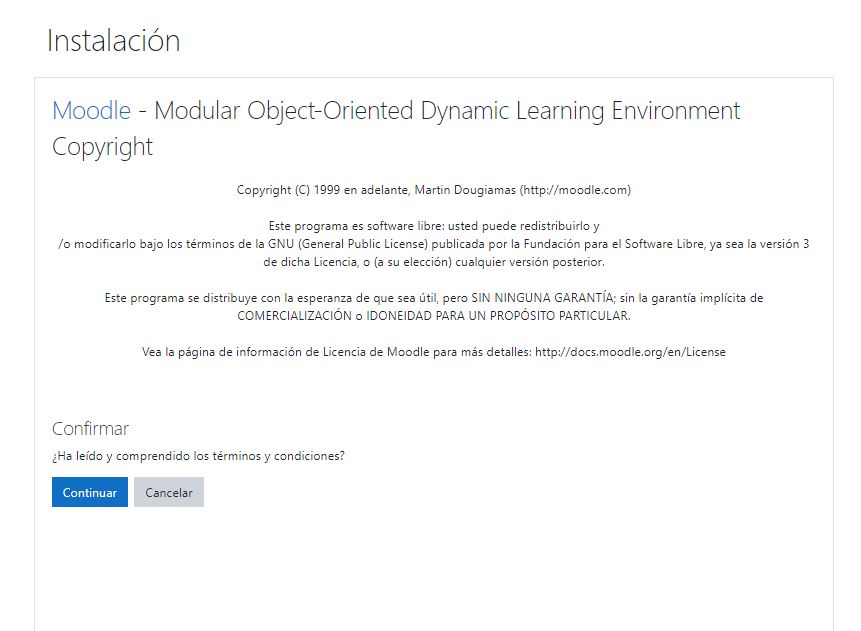 Instalación
Moodle - Modular Object-Oriented Dynamic Learning Environment
Copyright
Copyright (C) 1999 en adelante, Martin Dougiamas (http://moodle.com)
Este programa es software libre: usted puede redistribuirlo y
/o modificarlo bajo los términos de la GNU (General Public License) publicada por la Fundación para el Software Libre, ya sea la versión 3
de dicha Licencia, o (a su elección) cualquier versión posterior.
Este programa se distribuye con la esperanza de que sea útil, pero SIN NINGUNA GARANTÍA; sin la garantía implícita de
COMERCIALIZACIÓN o IDONEIDAD PARA UN PROPÓSITO PARTICULAR.
Vea la página de información de Licencia de Moodle para más detalles: http://docs.moodle.org/en/License
Confirmar
¿Ha leído y comprendido los términos y condiciones?
Continuar Cancelar